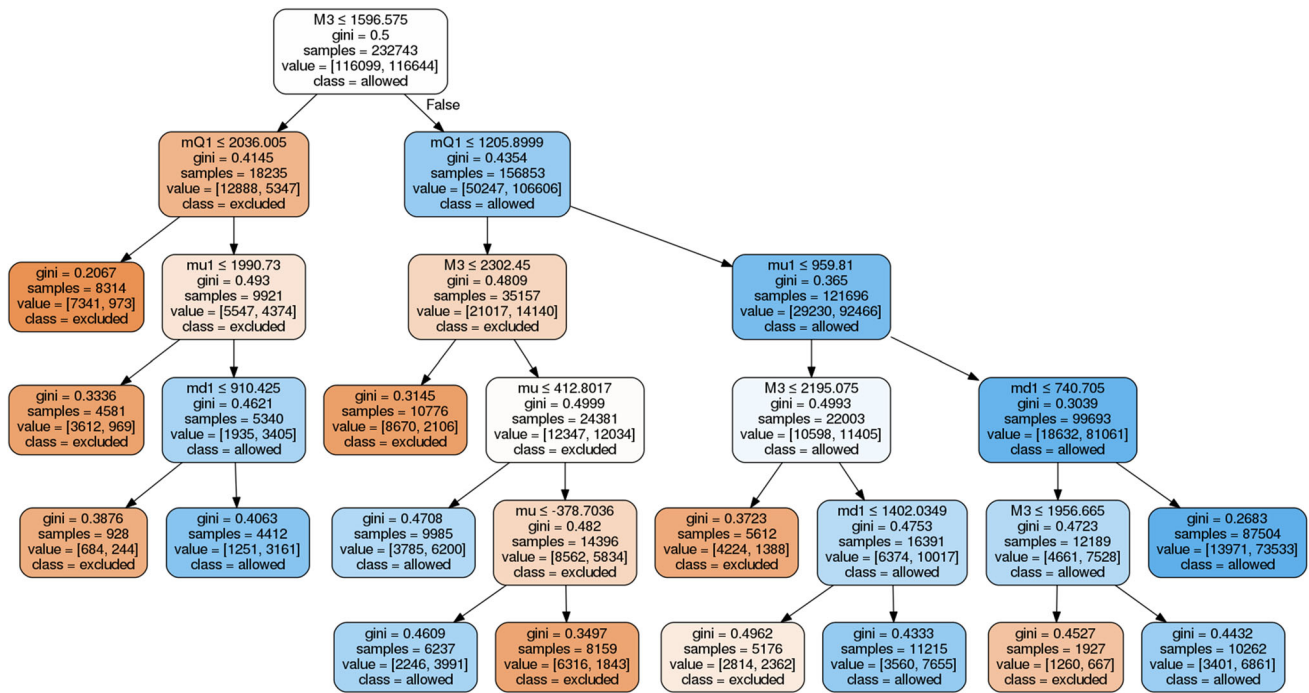 M3 ≤ 1596.575
gini = 0.5
samples = 232743
value = [116099, 116644]
class = allowed
False
mQ1 ≤ 2036.005
gini = 0.4145
samples = 18235
value = [12888, 5347]
class = excluded
mQ1 ≤ 1205.8999
gini = 0.4354
samples = 156853
value = [50247, 106606]
class = allowed
gini = 0.2067
samples = 8314
value = [7341, 973]
class = excluded
mu1 ≤ 1990.73
gini = 0.493
samples = 9921
value = [5547, 4374]
class = excluded
M3 ≤ 2302.45
gini = 0.4809
samples = 35157
value = [21017, 14140]
class = excluded
mu1 ≤ 959.81
gini = 0.365
samples = 121696
value = [29230, 92466]
class = allowed
gini = 0.3336
samples = 4581
value = [3612, 969]
class = excluded
md1 ≤ 910.425
gini = 0.4621
samples = 5340
value = [1935, 3405]
class = allowed
gini = 0.3145
samples = 10776
value = [8670, 2106]
class = excluded
mu ≤ 412.8017
gini = 0.4999
samples = 24381
value = [12347, 12034]
class = excluded
M3 ≤ 2195.075
gini = 0.4993
samples = 22003
value = [10598, 11405]
class = allowed
md1 ≤ 740.705
gini = 0.3039
samples = 99693
value = [18632, 81061]
class = allowed
gini = 0.3876
samples = 928
value = [684, 244]
class = excluded
gini = 0.4063
samples = 4412
value = [1251, 3161]
class = allowed
gini = 0.4708
samples = 9985
value = [3785, 6200]
class = allowed
mu ≤ -378.7036
gini = 0.482
samples = 14396
value = [8562, 5834]
class = excluded
gini = 0.3723
samples = 5612
value = [4224, 1388]
class = excluded
md1 ≤ 1402.0349
gini = 0.4753
samples = 16391
value = [6374, 10017]
class = allowed
M3 ≤ 1956.665
gini = 0.4723
samples = 12189
value = [4661, 7528]
class = allowed
gini = 0.2683
samples = 87504
value = [13971, 73533]
class = allowed
gini = 0.4609
samples = 6237
value = [2246, 3991]
class = allowed
gini = 0.3497
samples = 8159
value = [6316, 1843]
class = excluded
gini = 0.4962
samples = 5176
value = [2814, 2362]
class = excluded
gini = 0.4333
samples = 11215
value = [3560, 7655]
class = allowed
gini = 0.4527
samples = 1927
value = [1260, 667]
class = excluded
gini = 0.4432
samples = 10262
value = [3401, 6861]
class = allowed